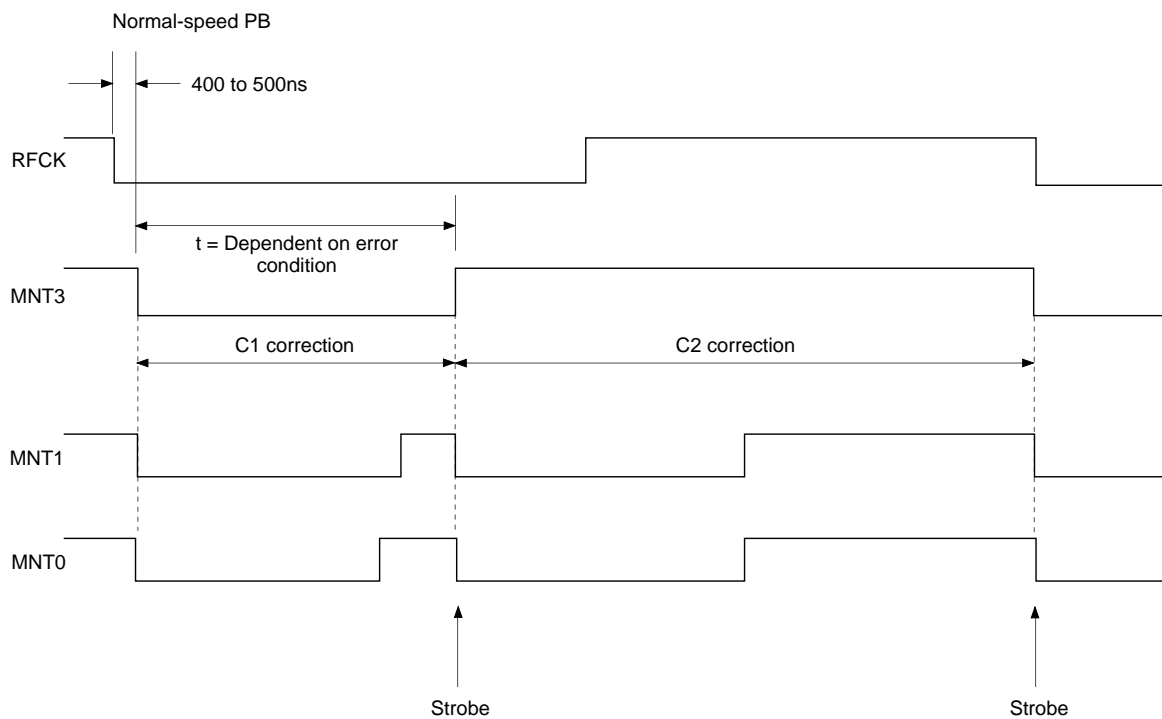 Normal-speed PB
400 to 500ns
RFCK
t = Dependent on error
condition
MNT3
C1 correction
C2 correction
MNT1
MNT0
Strobe
Strobe